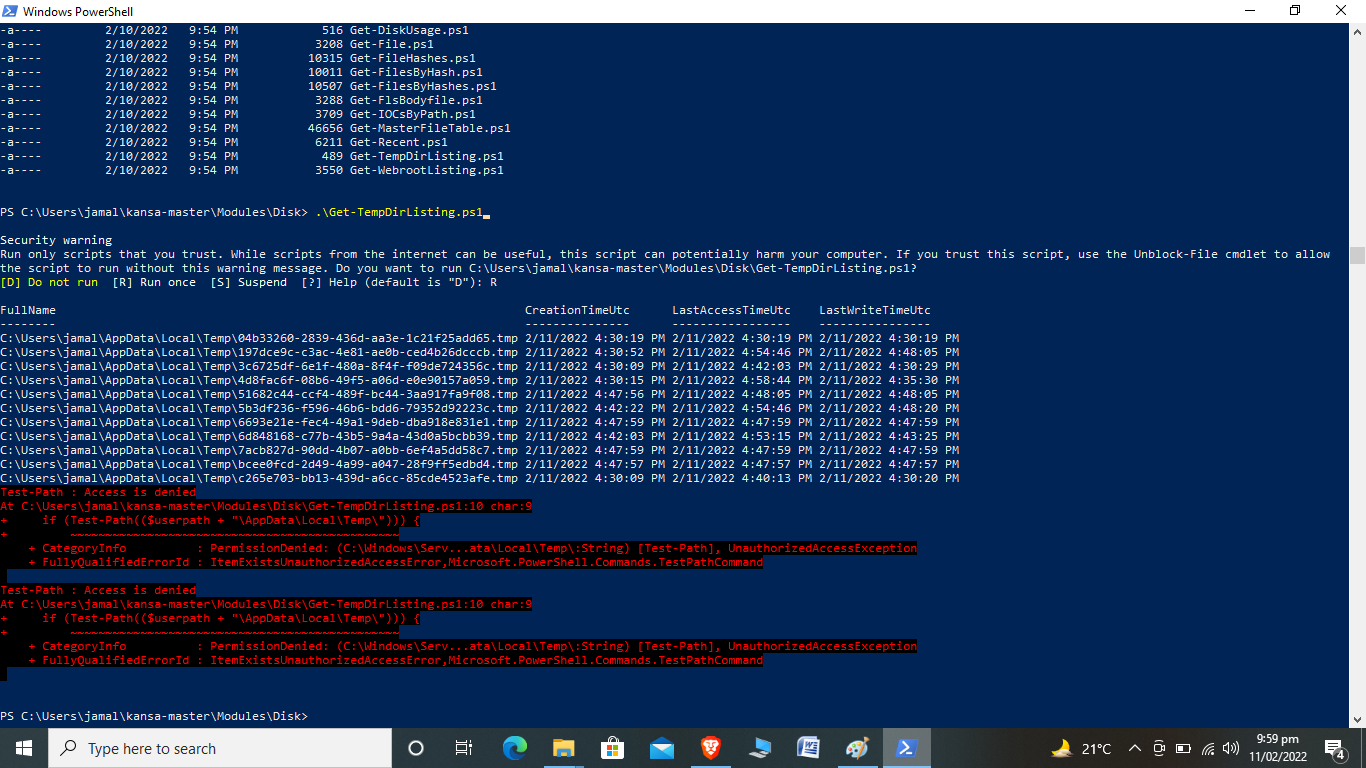 Windows PowerShell
-a---- 2/10/2022 9:54 PM 516 Get-DiskUsage.ps1
-a---- 2/10/2022 9:54 PM 3208 Get-File.ps1
-a---- 2/10/2022 9:54 PM 10315 Get-FileHashes.ps1
-a---- 2/10/2022 9:54 PM 10011 Get-FilesByHash.ps1
-a---- 2/10/2022 9:54 PM 10507 Get-FilesByHashes.ps1
-a---- 2/10/2022 9:54 PM 3288 Get-FlsBodyfile.ps1
-a---- 2/10/2022 9:54 PM 3709 Get-IOCsByPath.ps1
-a---- 2/10/2022 9:54 PM 46656 Get-MasterFileTable.ps1
-a---- 2/10/2022 9:54 PM 6211 Get-Recent.ps1
-a---- 2/10/2022 9:54 PM 489 Get-TempDirListing.ps1
-a---- 2/10/2022 9:54 PM 3550 Get-WebrootListing.ps1
PS C:\Users\jamal\kansa-master\Modules\Disk> .\Get-TempDirListing.ps1
Security warning
Run only scripts that you trust. While scripts from the internet can be useful, this script can potentially harm your computer. If you trust this script, use the Unblock-File cmdlet to allow
the script to run without this warning message. Do you want to run C:\Users\jamal\kansa-master\Modules\Disk\Get-TempDirListing.ps1?
[D] Do not run [R] Run once [S] Suspend [?] Help (default is "D"): R
FullName CreationTimeUtc LastAccessTimeUtc LastWriteTimeUtc
-------- --------------- ----------------- ----------------
C:\Users\jamal\AppData\Local\Temp\04b33260-2839-436d-aa3e-1c21f25add65.tmp 2/11/2022 4:30:19 PM 2/11/2022 4:30:19 PM 2/11/2022 4:30:19 PM
C:\Users\jamal\AppData\Local\Temp\197dce9c-c3ac-4e81-ae0b-ced4b26dcccb.tmp 2/11/2022 4:30:52 PM 2/11/2022 4:54:46 PM 2/11/2022 4:48:05 PM
C:\Users\jamal\AppData\Local\Temp\3c6725df-6e1f-480a-8f4f-f09de724356c.tmp 2/11/2022 4:30:09 PM 2/11/2022 4:42:03 PM 2/11/2022 4:30:29 PM
C:\Users\jamal\AppData\Local\Temp\4d8fac6f-08b6-49f5-a06d-e0e90157a059.tmp 2/11/2022 4:30:15 PM 2/11/2022 4:58:44 PM 2/11/2022 4:35:30 PM
C:\Users\jamal\AppData\Local\Temp\51682c44-ccf4-489f-bc44-3aa917fa9f08.tmp 2/11/2022 4:47:56 PM 2/11/2022 4:48:05 PM 2/11/2022 4:48:05 PM
C:\Users\jamal\AppData\Local\Temp\5b3df236-f596-46b6-bdd6-79352d92223c.tmp 2/11/2022 4:42:22 PM 2/11/2022 4:54:46 PM 2/11/2022 4:48:20 PM
C:\Users\jamal\AppData\Local\Temp\6693e21e-fec4-49a1-9deb-dba918e831e1.tmp 2/11/2022 4:47:59 PM 2/11/2022 4:47:59 PM 2/11/2022 4:47:59 PM
C:\Users\jamal\AppData\Local\Temp\6d848168-c77b-43b5-9a4a-43d0a5bcbb39.tmp 2/11/2022 4:42:03 PM 2/11/2022 4:53:15 PM 2/11/2022 4:43:25 PM
C:\Users\jamal\AppData\Local\Temp\7acb827d-90dd-4b07-a0bb-6ef4a5dd58c7.tmp 2/11/2022 4:47:59 PM 2/11/2022 4:47:59 PM 2/11/2022 4:47:59 PM
C:\Users\jamal\AppData\Local\Temp\bcee0fcd-2d49-4a99-a047-28f9ff5edbd4.tmp 2/11/2022 4:47:57 PM 2/11/2022 4:47:57 PM 2/11/2022 4:47:57 PM
C:\Users\jamal\AppData\Local\Temp\c265e703-bb13-439d-a6cc-85cde4523afe.tmp 2/11/2022 4:30:09 PM 2/11/2022 4:40:13 PM 2/11/2022 4:30:20 PM
Test-Path : Access is denied
At C:\Users\jamal\kansa-master\Modules\Disk\Get-TempDirListing.ps1:10 char:9
+     if (Test-Path(($userpath + "\AppData\Local\Temp\"))) {
+         ~~~~~~~~~~~~~~~~~~~~~~~~~~~~~~~~~~~~~~~~~~~~~~~
    + CategoryInfo          : PermissionDenied: (C:\Windows\Serv...ata\Local\Temp\:String) [Test-Path], UnauthorizedAccessException
    + FullyQualifiedErrorId : ItemExistsUnauthorizedAccessError,Microsoft.PowerShell.Commands.TestPathCommand
Test-Path : Access is denied
At C:\Users\jamal\kansa-master\Modules\Disk\Get-TempDirListing.ps1:10 char:9
+     if (Test-Path(($userpath + "\AppData\Local\Temp\"))) {
+         ~~~~~~~~~~~~~~~~~~~~~~~~~~~~~~~~~~~~~~~~~~~~~~~
    + CategoryInfo          : PermissionDenied: (C:\Windows\Serv...ata\Local\Temp\:String) [Test-Path], UnauthorizedAccessException
    + FullyQualifiedErrorId : ItemExistsUnauthorizedAccessError,Microsoft.PowerShell.Commands.TestPathCommand
PS C:\Users\jamal\kansa-master\Modules\Disk>
Type here to search
21°C
9:59 pm
11/02/2022
4